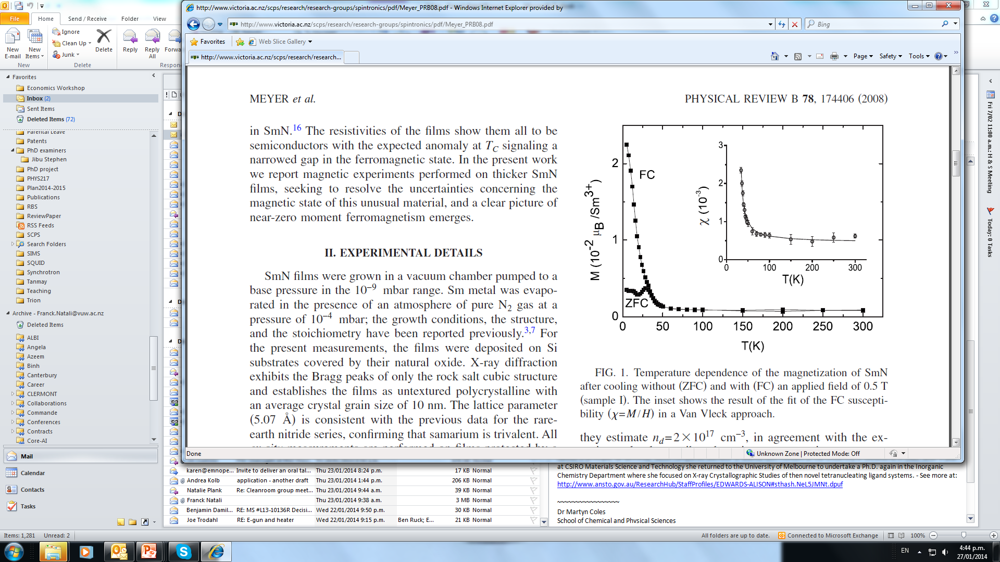 http://www.victoria.ac.nz/scps/research/research-groups/spintronics/pdf/Meyer_PRB08.pdf - Windows Internet Explorer provided by
File Home Send / Receive Folder View
http://www.victoria.ac.nz/scps/research/research-groups/spintronics/pdf/Meyer_PRB08.pdf
Bing
Favorites Web Slice Gallery
http://www.victoria.ac.nz/scps/research/research...
Page Safety Tools
New E-mail
New Items
Ignore
Clean Up
Junk
Delete
Reply
Reply All
Forwa
New Delete Respon
Favorites
Economics Workshop
Inbox (2)
Sent Items
Deleted Items (72)
Parental Leave
Patents
PhD examiners
Jibu Stephen
PhD project
PHYS217
Plan2014-2015
Publications
RBS
ReviewPaper
RSS Feeds
SCPS
Search Folders
SIMS
SQUID
Synchrotron
Tanmay
Teaching
Trion
Archive - Franck.Natali@vuw.ac.nz
Deleted Items
ALBI
Angela
Azeem
Binh
Canterbury
Career
CLERMONT
Collaborations
Commande
Conferences
Contracts
Core-AI
Mail
Calendar
Contacts
Tasks
MEYER et al.
PHYSICAL REVIEW B 78, 174406 (2008)
in SmN.16 The resistivities of the films show them all to be
semiconductors with the expected anomaly at TC signaling a
narrowed gap in the ferromagnetic state. In the present work
we report magnetic experiments performed on thicker SmN
films, seeking to resolve the uncertainties concerning the
magnetic state of this unusual material, and a clear picture of
near-zero moment ferromagnetism emerges.
II. EXPERIMENTAL DETAILS
SmN films were grown in a vacuum chamber pumped to a
base pressure in the 10−9 mbar range. Sm metal was evapo-
rated in the presence of an atmosphere of pure N2 gas at a
pressure of 10−4 mbar; the growth conditions, the structure,
and the stoichiometry have been reported previously.3,7 For
the present measurements, the films were deposited on Si
substrates covered by their natural oxide. X-ray diffraction
exhibits the Bragg peaks of only the rock salt cubic structure
and establishes the films as untextured polycrystalline with
an average crystal grain size of 10 nm. The lattice parameter
(5.07 Å) is consistent with the previous data for the rare-
earth nitride series, confirming that samarium is trivalent. All
M (10-2 μB /Sm3+)
2
1
0
FC
ZFC
0 50 100 150 200 250 300
T(K)
χ (10-3)
3
2
1
0
0 100 200 300
T(K)
FIG. 1. Temperature dependence of the magnetization of SmN
after cooling without (ZFC) and with (FC) an applied field of 0.5 T
(sample I). The inset shows the result of the fit of the FC suscepti-
bility (χ=M/H) in a Van Vleck approach.
they estimate nd=2×1017 cm−3, in agreement with the ex-
Done
Unknown Zone | Protected Mode: Off
Fri 7/02 11:00 a.m.: H & S Meeting
Today: 0 Tasks
karen@emnope... Invite to deliver an oral tal... Thu 23/01/2014 8:24 p.m. 17 KB Normal
Andrea Kolb application - another draft Thu 23/01/2014 1:44 p.m. 206 KB Normal
Natalie Plank Re: Cleanroom group meet... Thu 23/01/2014 9:44 a.m. 39 KB Normal
Franck Natali Thu 23/01/2014 9:38 a.m. 3 MB Normal
Benjamin Damil... RE: MS #L13-10136R Decisi... Wed 22/01/2014 9:50 p.m. 30 KB Normal
Joe Trodahl RE: E-gun and heater Wed 22/01/2014 9:15 p.m. Ben Ruck; E... 21 KB Normal
at CSIRO Materials Science and Technology she returned to the University of Melbourne to undertake a Ph.D. again in the Inorganic
Chemistry Department where she focused on X-ray Crystallographic Studies of then novel tetranucleating ligand systems. - See more at:
http://www.ansto.gov.au/ResearchHub/StaffProfiles/EDWARDS-ALISON#sthash.NeL5JMNt.dpuf
~~~~~~~~~~~~~~~~~
Dr Martyn Coles
School of Chemical and Physical Sciences
Items: 1,281 Unread: 2
All folders are up to date. Connected to Microsoft Exchange 100%
EN
4:44 p.m.
27/01/2014